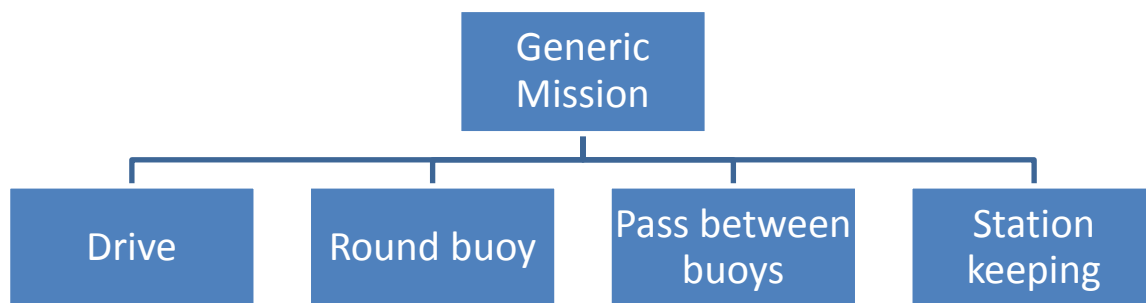 Generic
Mission
Drive
Round buoy
Pass between
buoys
Station
keeping